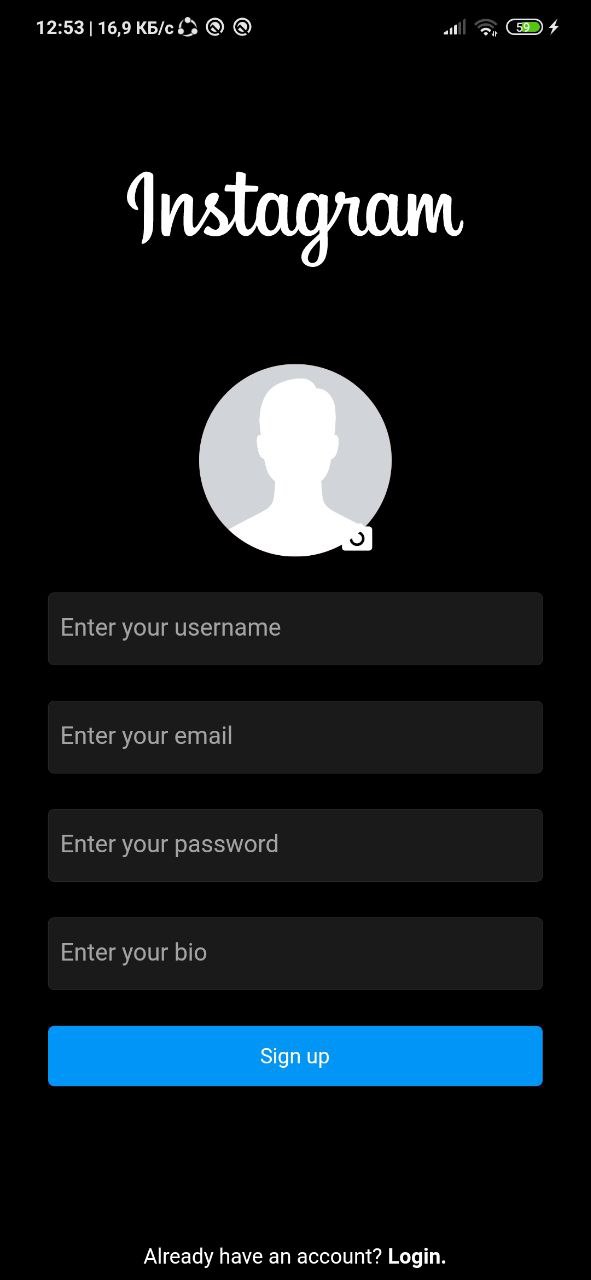 12:53 | 16,9 КБ/с
59
Instagram
Enter your username
Enter your email
Enter your password
Enter your bio
Sign up
Already have an account? Login.